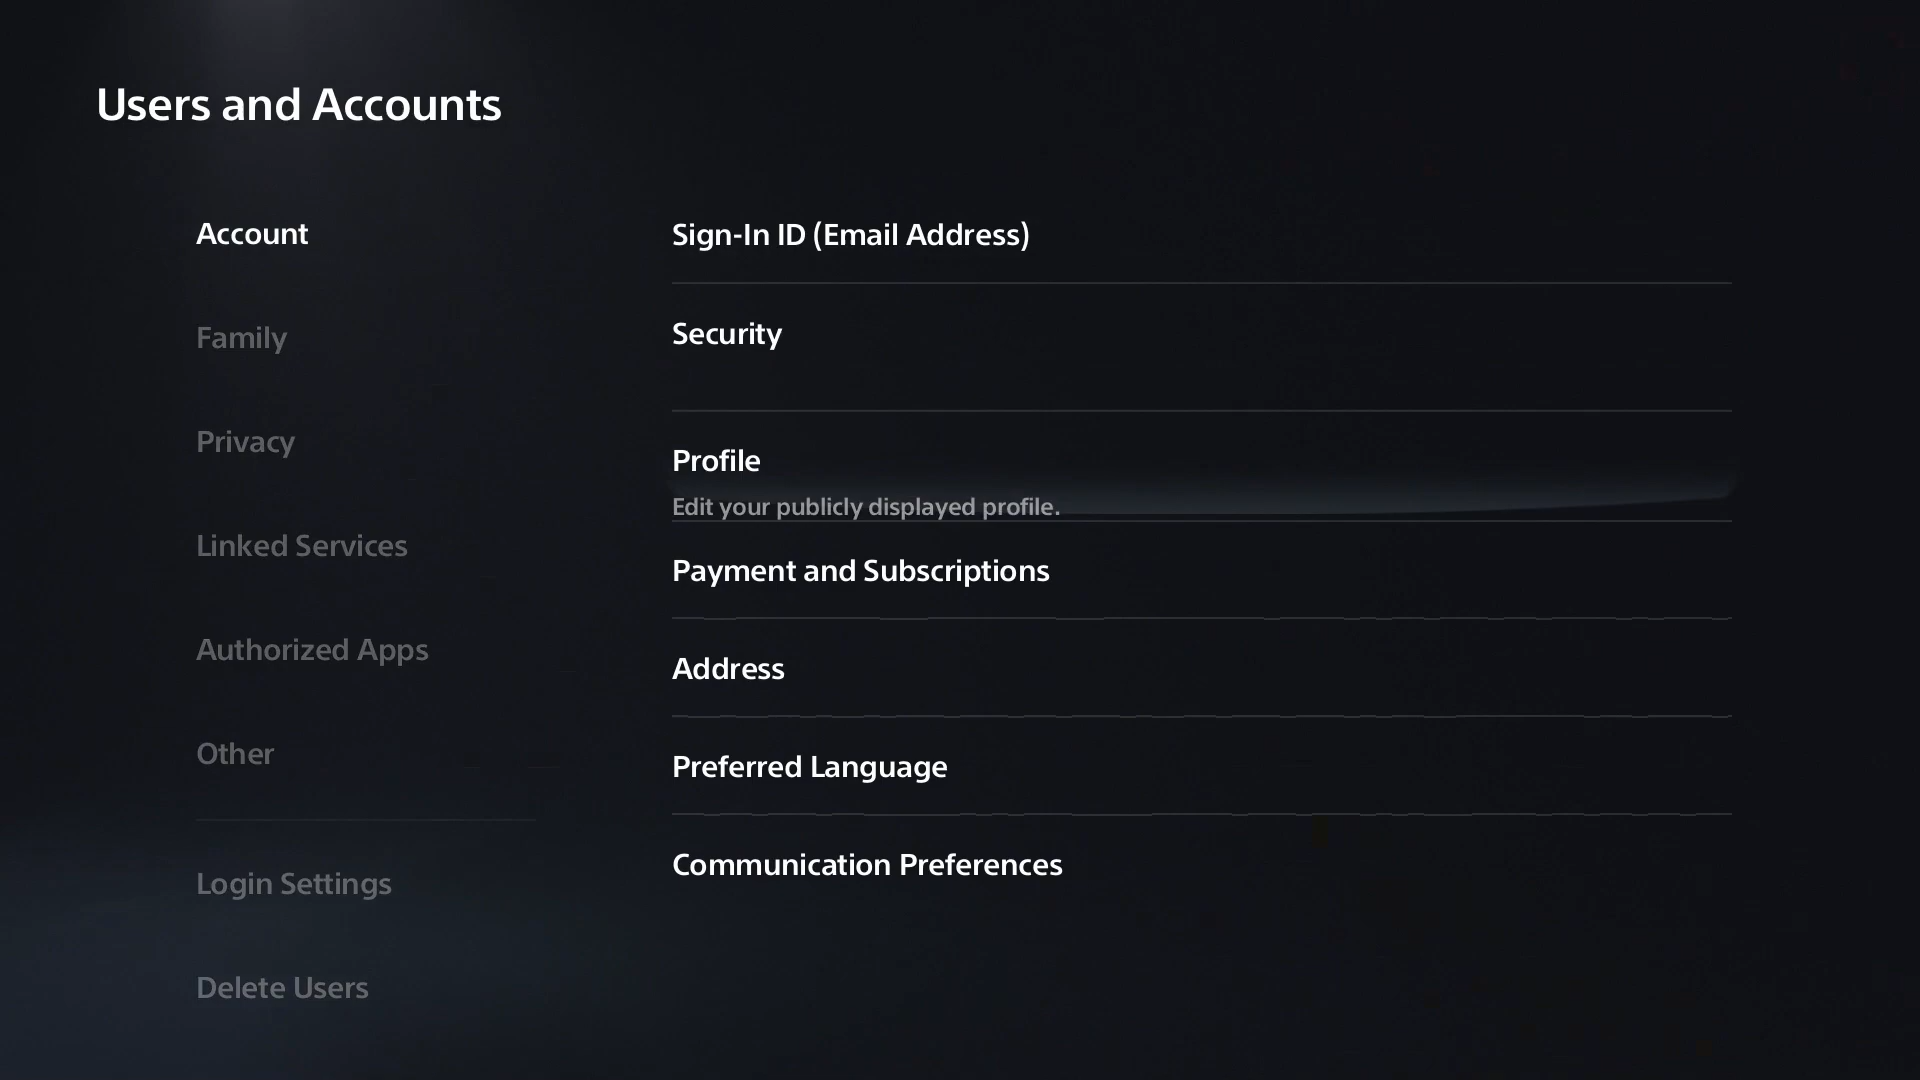 Users and Accounts
Account
Family
Privacy
Linked Services
Authorized Apps
Other
Login Settings
Delete Users
Sign-In ID (Email Address)
Security
Profile
Edit your publicly displayed profile.
Payment and Subscriptions
Address
Preferred Language
Communication Preferences